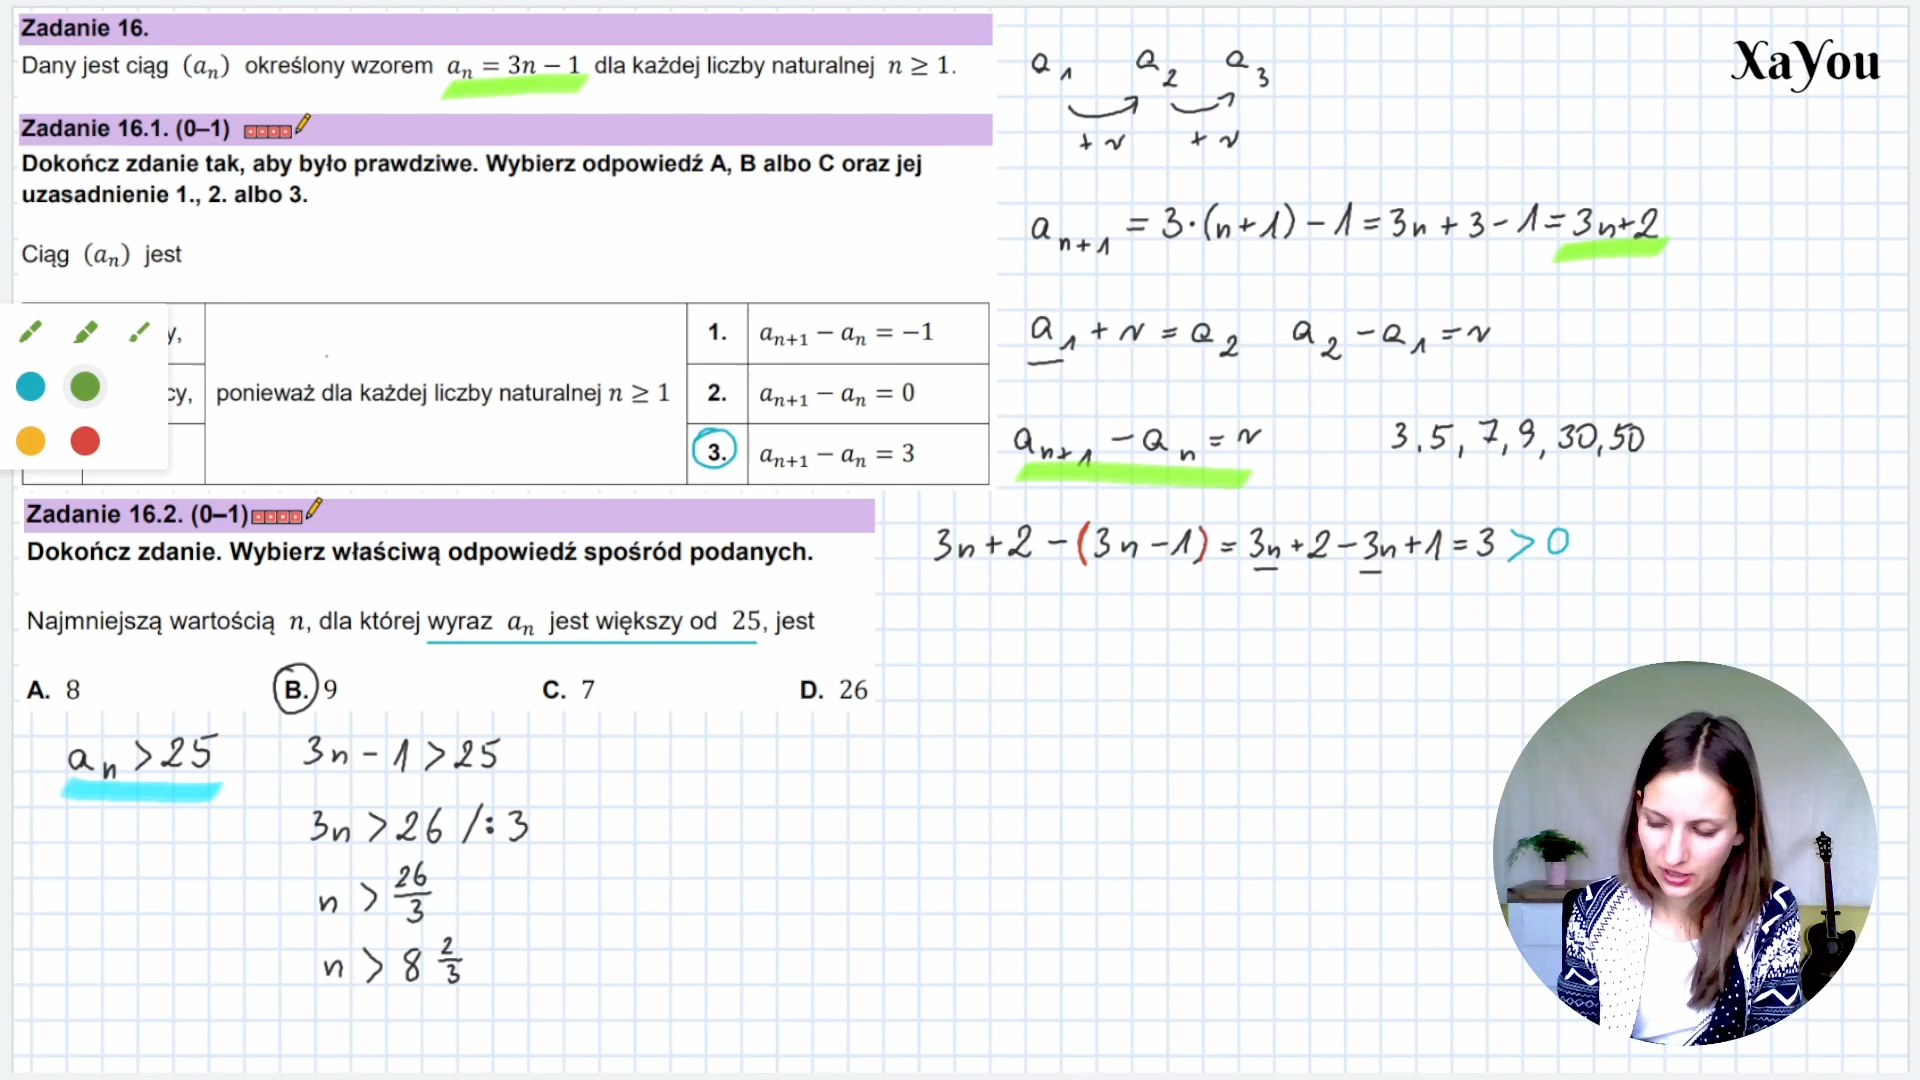 Zadanie 16.
Dany jest ciąg (aₙ) określony wzorem aₙ = 3n − 1 dla każdej liczby naturalnej n ≥ 1.
Zadanie 16.1. (0–1)
Dokończ zdanie tak, aby było prawdziwe. Wybierz odpowiedź A, B albo C oraz jej
uzasadnienie 1., 2. albo 3.
Ciąg (aₙ) jest
y,
cy,
ponieważ dla każdej liczby naturalnej n ≥ 1
1. aₙ₊₁ − aₙ = −1
2. aₙ₊₁ − aₙ = 0
3. aₙ₊₁ − aₙ = 3
Zadanie 16.2. (0–1)
Dokończ zdanie. Wybierz właściwą odpowiedź spośród podanych.
Najmniejszą wartością n, dla której wyraz aₙ jest większy od 25, jest
A. 8 B. 9 C. 7 D. 26
aₙ > 25 3n − 1 > 25
3n > 26 /: 3
n > 26/3
n > 8 2/3
a₁ a₂ a₃
+r +r
aₙ₊₁ = 3·(n+1) − 1 = 3n + 3 − 1 = 3n+2
a₁ + r = a₂ a₂ − a₁ = r
aₙ₊₁ − aₙ = r 3, 5, 7, 9, 30, 50
3n+2 − (3n−1) = 3n+2−3n+1 = 3 > 0
XaYou